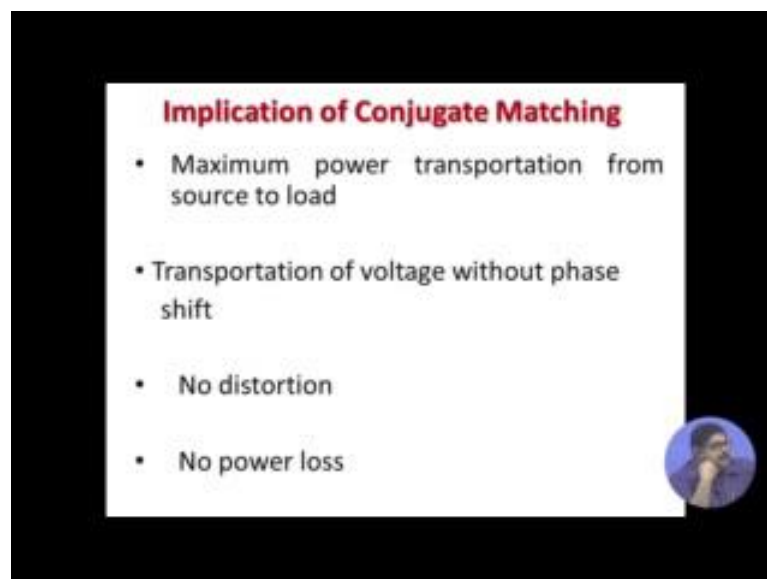 Implication of Conjugate Matching
• Maximum power transportation from
source to load
• Transportation of voltage without phase
shift
• No distortion
• No power loss